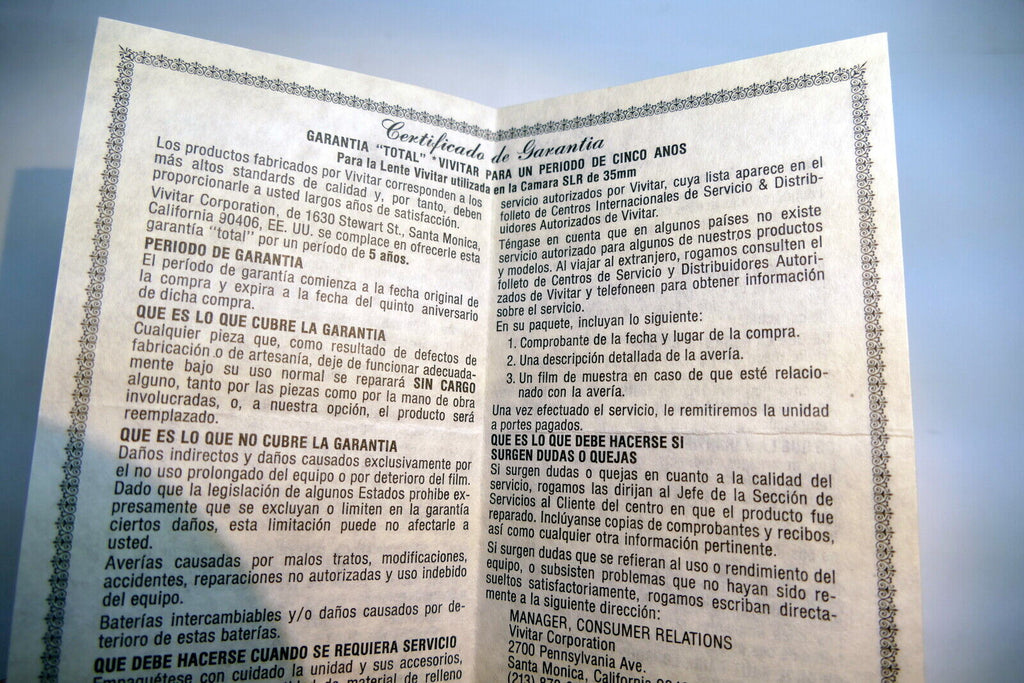 Certificado de Garantia
GARANTIA "TOTAL" * VIVITAR PARA UN PERIODO DE CINCO ANOS
Para la Lente Vivitar utilizada en la Camara SLR de 35mm
Los productos fabricados por Vivitar corresponden a los
más altos standards de calidad y, por tanto, deben
proporcionarle a usted largos años de satisfacción.
Vivitar Corporation, de 1630 Stewart St., Santa Monica,
California 90406, EE. UU. se complace en ofrecerle esta
garantía "total" por un período de 5 años.
PERIODO DE GARANTIA
El período de garantía comienza a la fecha original de
la compra y expira a la fecha del quinto aniversario
de dicha compra.
QUE ES LO QUE CUBRE LA GARANTIA
Cualquier pieza que, como resultado de defectos de
fabricación o de artesanía, deje de funcionar adecuada-
mente bajo su uso normal se reparará SIN CARGO
alguno, tanto por las piezas como por la mano de obra
involucradas, o, a nuestra opción, el producto será
reemplazado.
QUE ES LO QUE NO CUBRE LA GARANTIA
Daños indirectos y daños causados exclusivamente por
el no uso prolongado del equipo o por deterioro del film.
Dado que la legislación de algunos Estados prohibe ex-
presamente que se excluyan o limiten en la garantía
ciertos daños, esta limitación puede no afectarle a
usted.
Averías causadas por malos tratos, modificaciones,
accidentes, reparaciones no autorizadas y uso indebido
del equipo.
Baterías intercambiables y/o daños causados por de-
terioro de estas baterías.
QUE DEBE HACERSE CUANDO SE REQUIERA SERVICIO
Empaquétese con cuidado la unidad y sus accesorios,
de material de relleno
servicio autorizados por Vivitar, cuya lista aparece en el
folleto de Centros Internacionales de Servicio & Distrib-
uidores Autorizados de Vivitar.
Téngase en cuenta que en algunos países no existe
servicio autorizado para algunos de nuestros productos
y modelos. Al viajar al extranjero, rogamos consulten el
folleto de Centros de Servicio y Distribuidores Autori-
zados de Vivitar y telefoneen para obtener información
sobre el servicio.
En su paquete, incluyan lo siguiente:
1. Comprobante de la fecha y lugar de la compra.
2. Una descripción detallada de la avería.
3. Un film de muestra en caso de que esté relacio-
nado con la avería.
Una vez efectuado el servicio, le remitiremos la unidad
a portes pagados.
QUE ES LO QUE DEBE HACERSE SI
SURGEN DUDAS O QUEJAS
Si surgen dudas o quejas en cuanto a la calidad del
servicio, rogamos las dirijan al Jefe de la Sección de
Servicios al Cliente del centro en que el producto fue
reparado. Inclúyanse copias de comprobantes y recibos,
así como cualquier otra información pertinente.
Si surgen dudas que se refieran al uso o rendimiento del
equipo, o subsisten problemas que no hayan sido re-
sueltos satisfactoriamente, rogamos escriban directa-
mente a la siguiente dirección:
MANAGER, CONSUMER RELATIONS
Vivitar Corporation
2700 Pennsylvania Ave.
Santa Monica, California
(213)